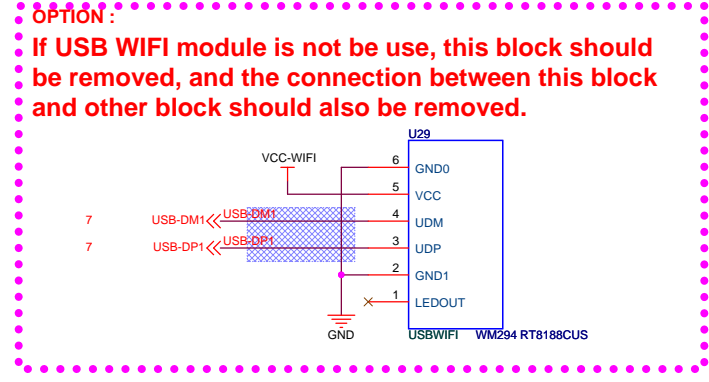 OPTION :
If USB WIFI module is not be use, this block should
be removed, and the connection between this block
and other block should also be removed.
U29
VCC-WIFI
6 GND0
5 VCC
7 USB-DM1 USB-DM1 4 UDM
7 USB-DP1 USB-DP1 3 UDP
2 GND1
1 LEDOUT
GND USBWIFI WM294 RT8188CUS